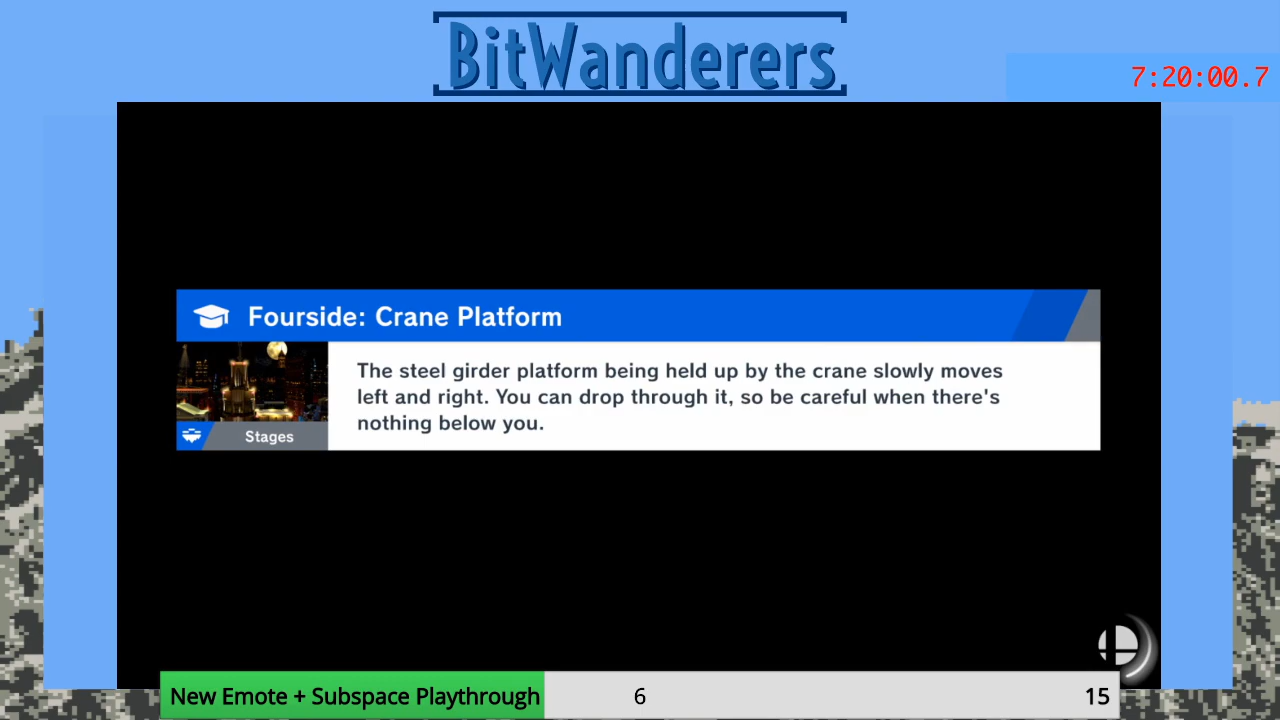 BitWanderers
7:20:00.7
Fourside: Crane Platform
The steel girder platform being held up by the crane slowly moves
left and right. You can drop through it, so be careful when there's
nothing below you.
Stages
New Emote + Subspace Playthrough 6 15